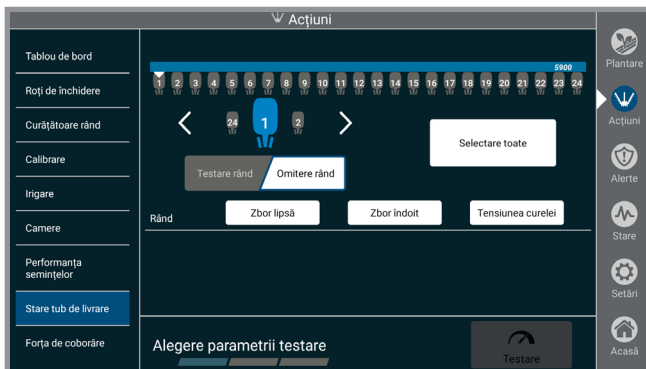 Acțiuni
Tablou de bord
Roți de închidere
Curățătoare rând
Calibrare
Irigare
Camere
Performanța
semințelor
Stare tub de livrare
Forța de coborâre
5900
1 2 3 4 5 6 7 8 9 10 11 12 13 14 15 16 17 18 19 20 21 22 23 24
24 1 2
Selectare toate
Testare rând Omitere rând
Rând Zbor lipsă Zbor îndoit Tensiunea curelei
Alegere parametrii testare
Testare
Plantare
Acțiuni
Alerte
Stare
Setări
Acasă